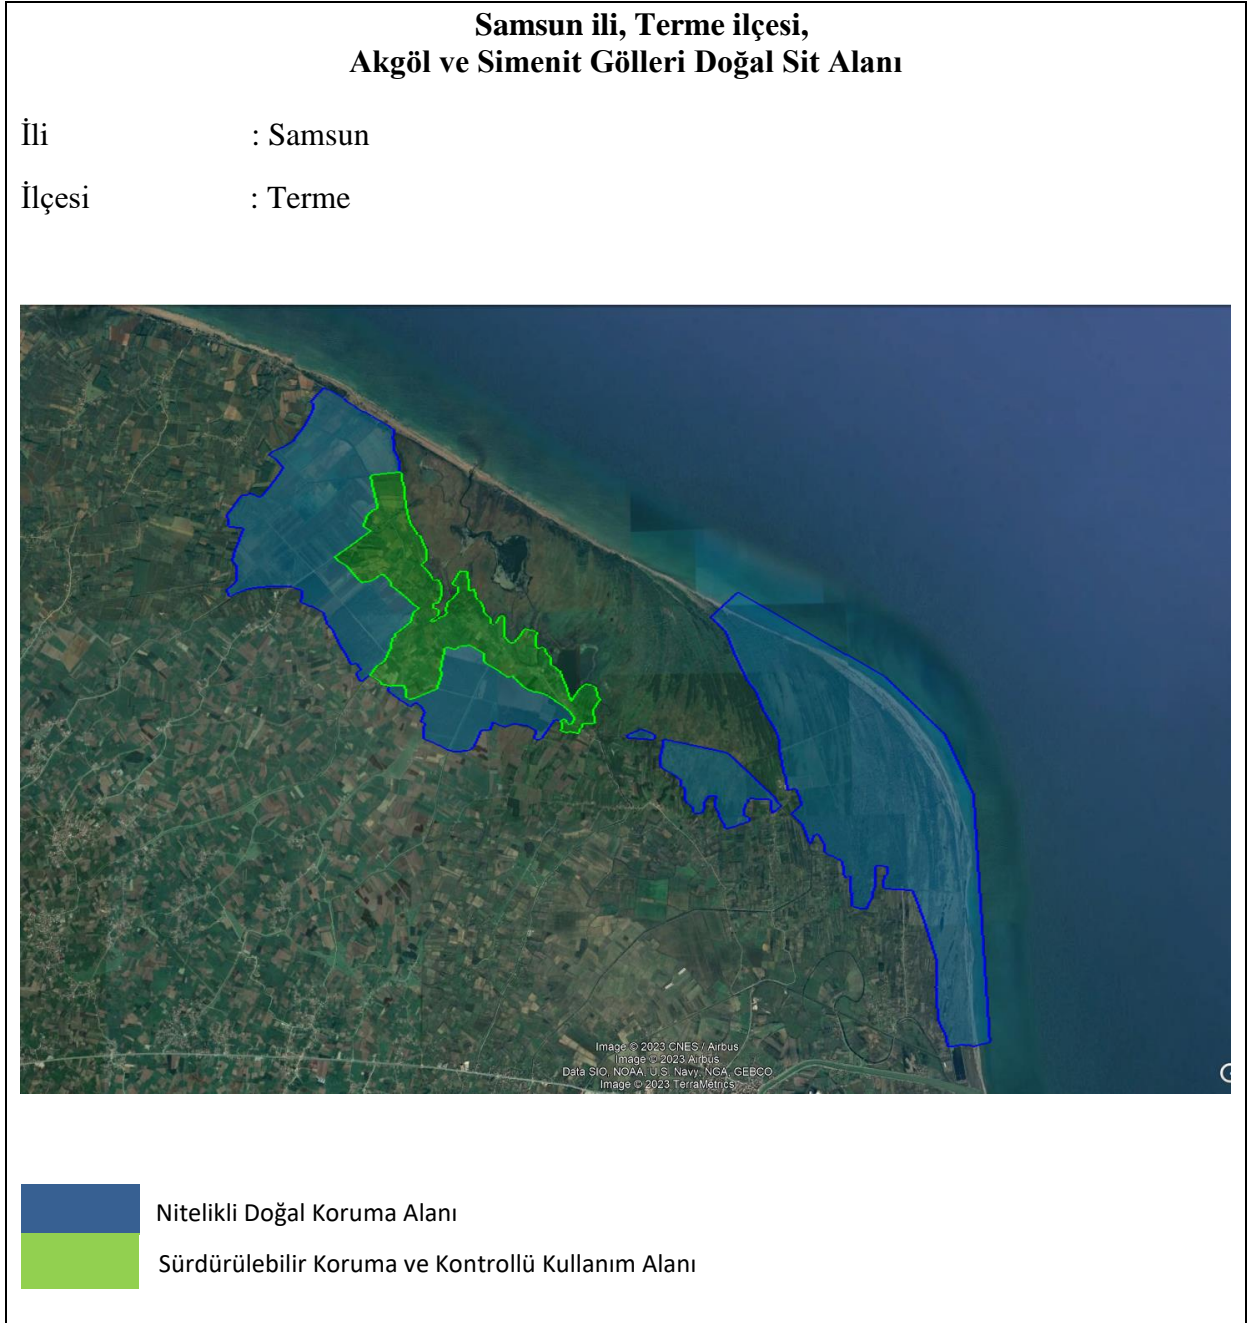 Samsun ili, Terme ilçesi,
Akgöl ve Simenit Gölleri Doğal Sit Alanı
İli : Samsun
İlçesi : Terme
Image © 2023 CNES / Airbus
Image © 2023 Airbus
Data SIO, NOAA, U.S. Navy, NGA, GEBCO
Image © 2023 TerraMetrics
Nitelikli Doğal Koruma Alanı
Sürdürülebilir Koruma ve Kontrollü Kullanım Alanı